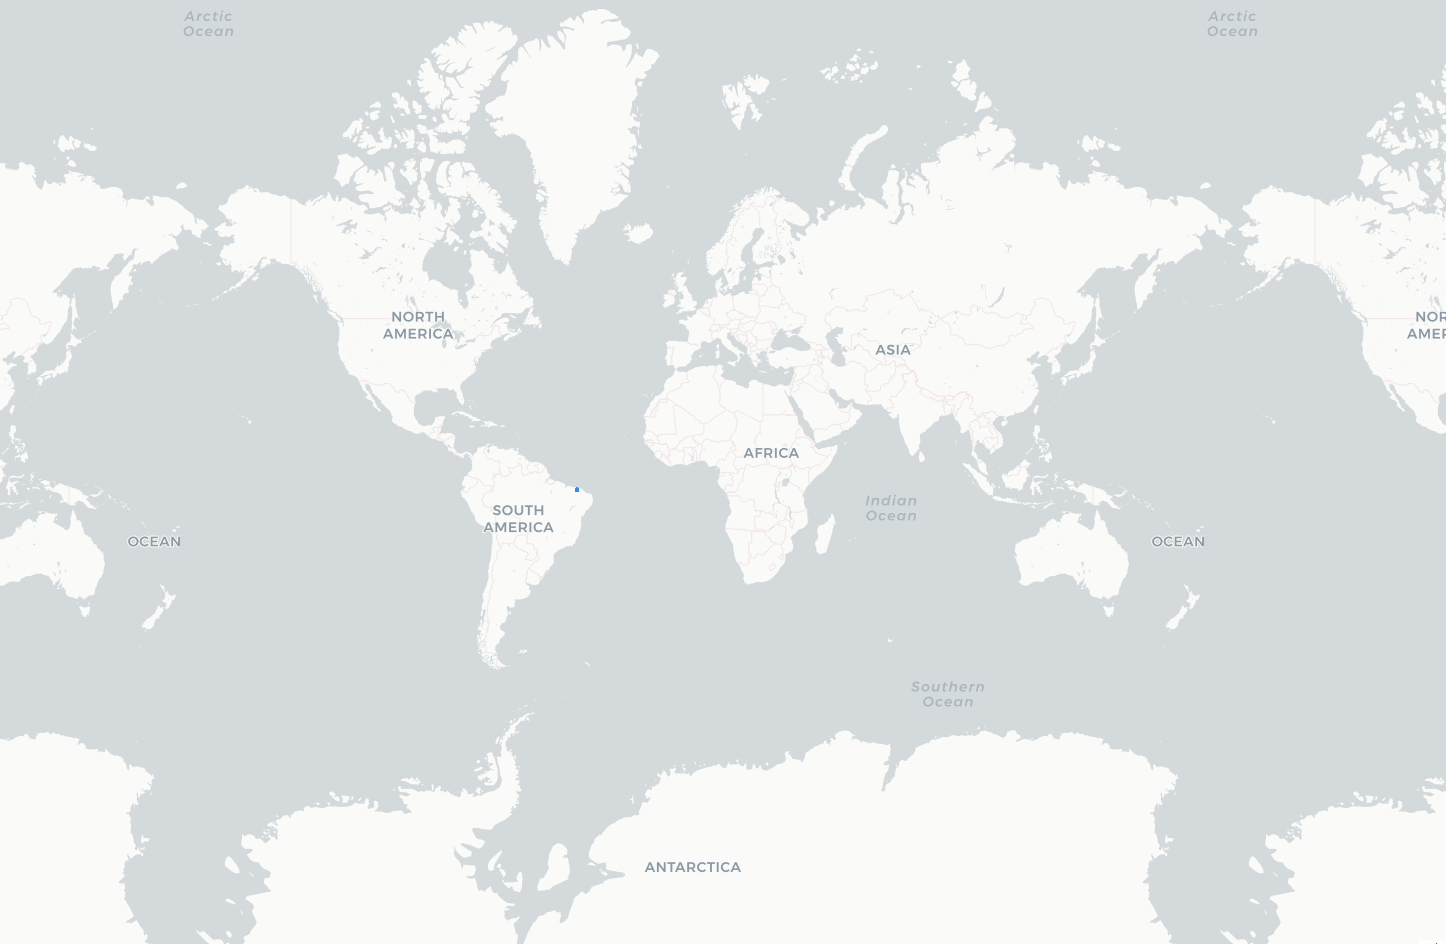 Arctic
Ocean
Arctic
Ocean
NORTH
AMERICA
NOR
AMER
ASIA
AFRICA
Indian
Ocean
SOUTH
AMERICA
OCEAN
OCEAN
Southern
Ocean
ANTARCTICA